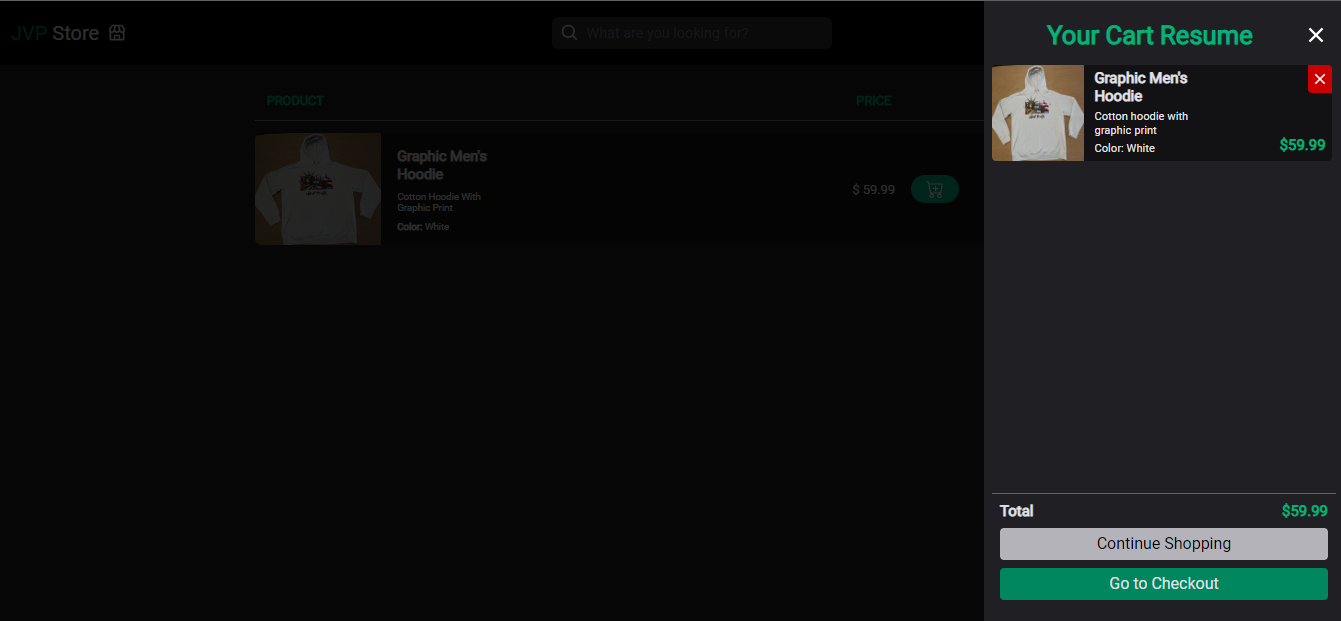 JVP Store
What are you looking for?
PRODUCT
PRICE
Graphic Men's
Hoodie
Cotton Hoodie With
Graphic Print
Color: White
$ 59.99
Your Cart Resume
Graphic Men's
Hoodie
Cotton hoodie with
graphic print
Color: White
$59.99
Total
$59.99
Continue Shopping
Go to Checkout